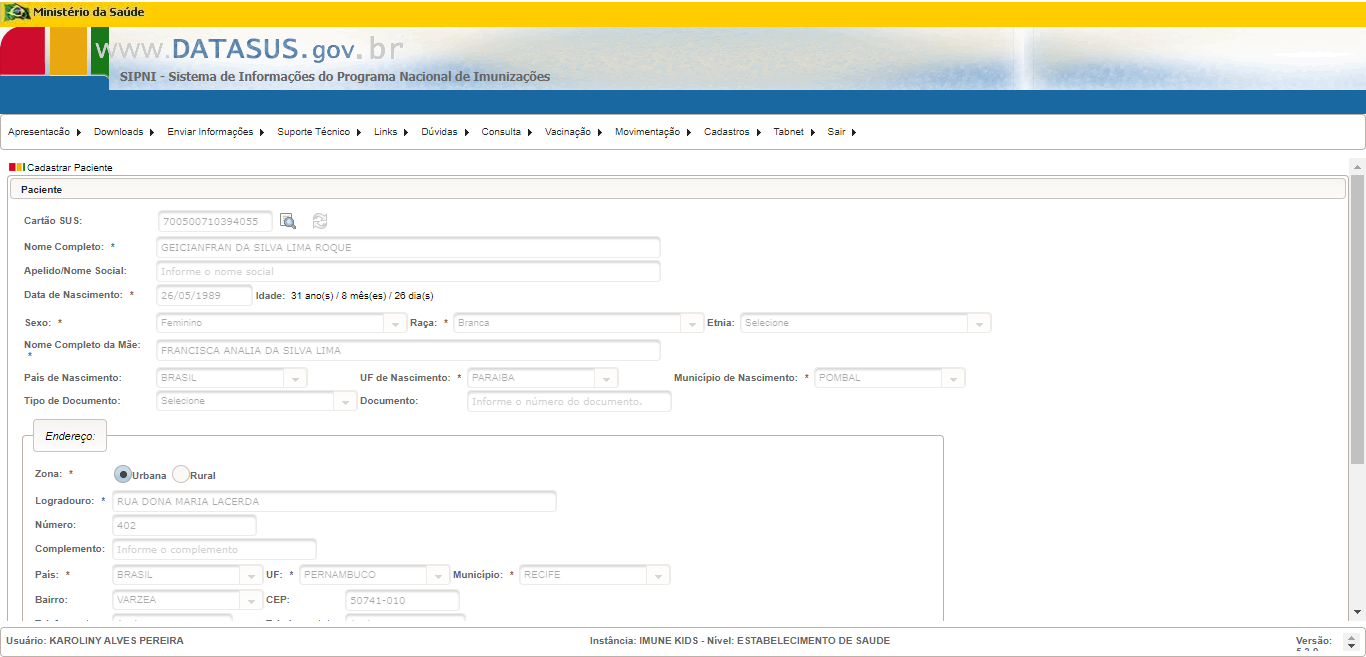 Ministério da Saúde
www.DATASUS.gov.br
SIPNI - Sistema de Informações do Programa Nacional de Imunizações
Apresentacão Downloads Enviar Informações Suporte Técnico Links Dúvidas Consulta Vacinação Movimentação Cadastros Tabnet Sair
Cadastrar Paciente
Paciente
Cartão SUS: 700500710394055
Nome Completo: * GEICIANFRAN DA SILVA LIMA ROQUE
Apelido/Nome Social: Informe o nome social
Data de Nascimento: * 26/05/1989 Idade: 31 ano(s) / 8 mês(es) / 26 dia(s)
Sexo: * Feminino Raça: * Branca Etnia: Selecione
Nome Completo da Mãe: * FRANCISCA ANALIA DA SILVA LIMA
País de Nascimento: BRASIL UF de Nascimento: * PARAIBA Município de Nascimento: * POMBAL
Tipo de Documento: Selecione Documento: Informe o número do documento.
Endereço:
Zona: * Urbana Rural
Logradouro: * RUA DONA MARIA LACERDA
Número: 402
Complemento: Informe o complemento
País: * BRASIL UF: * PERNAMBUCO Município: * RECIFE
Bairro: VARZEA CEP: 50741-010
Usuário: KAROLINY ALVES PEREIRA Instância: IMUNE KIDS - Nível: ESTABELECIMENTO DE SAUDE Versão: